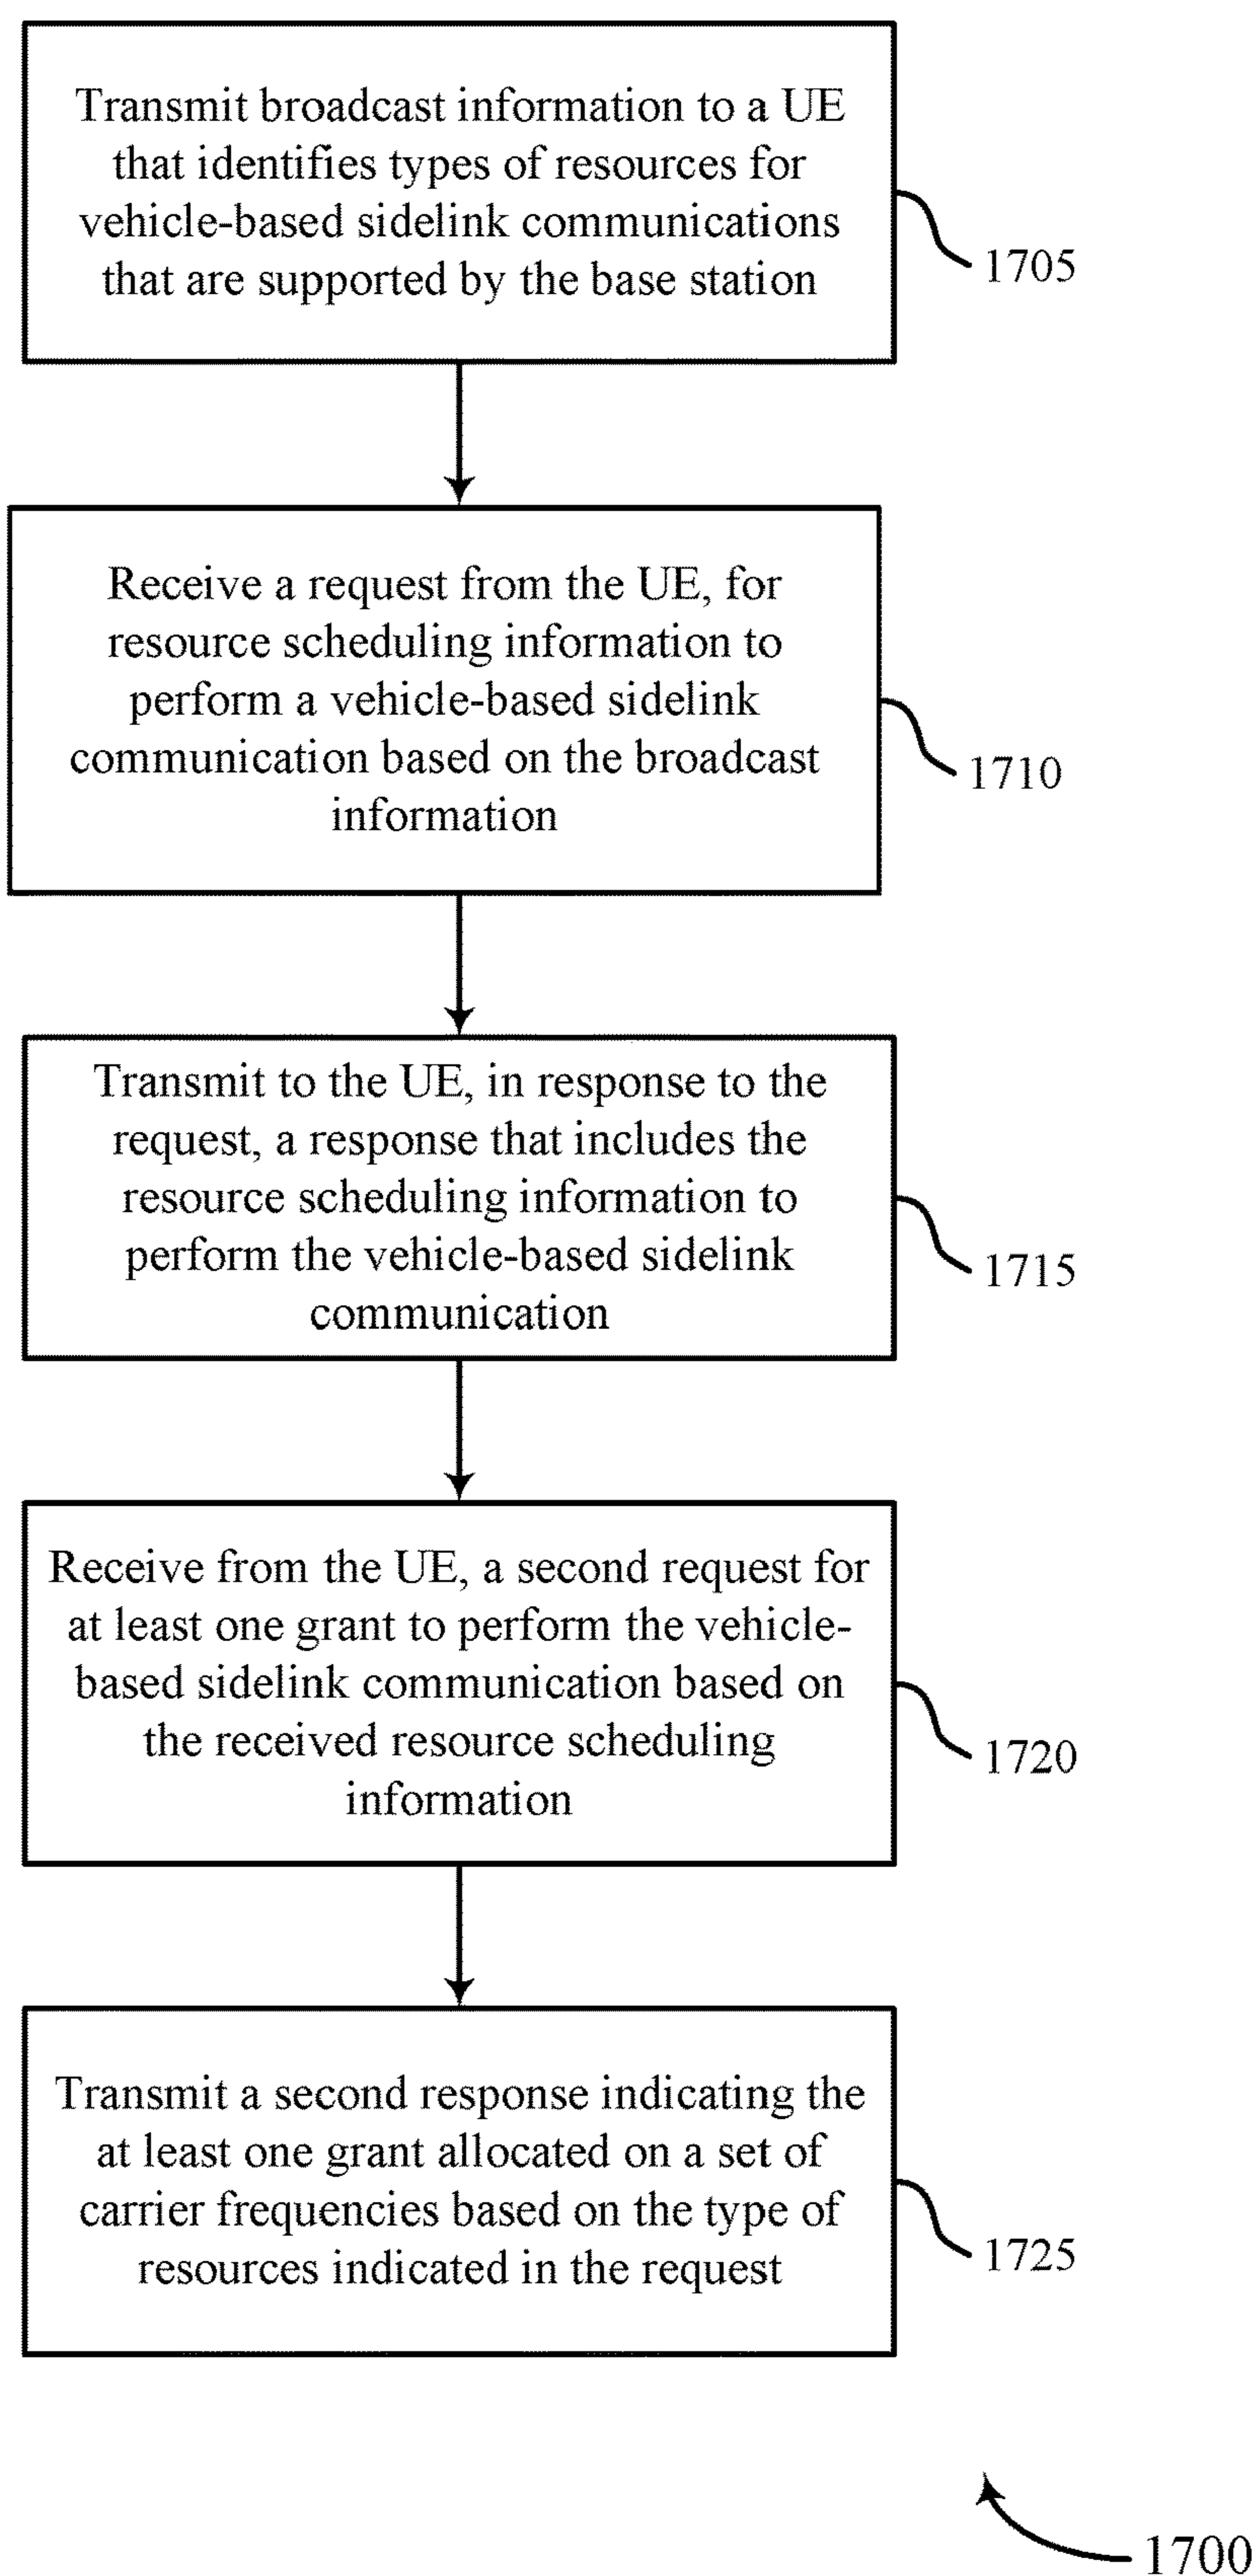 Transmit broadcast information to a UE
that identifies types of resources for
vehicle-based sidelink communications
that are supported by the base station
1705
Receive a request from the UE, for
resource scheduling information to
perform a vehicle-based sidelink
communication based on the broadcast
information
1710
Transmit to the UE, in response to the
request, a response that includes the
resource scheduling information to
perform the vehicle-based sidelink
communication
1715
Receive from the UE, a second request for
at least one grant to perform the vehicle-
based sidelink communication based on
the received resource scheduling
information
1720
Transmit a second response indicating the
at least one grant allocated on a set of
carrier frequencies based on the type of
resources indicated in the request
1725
1700